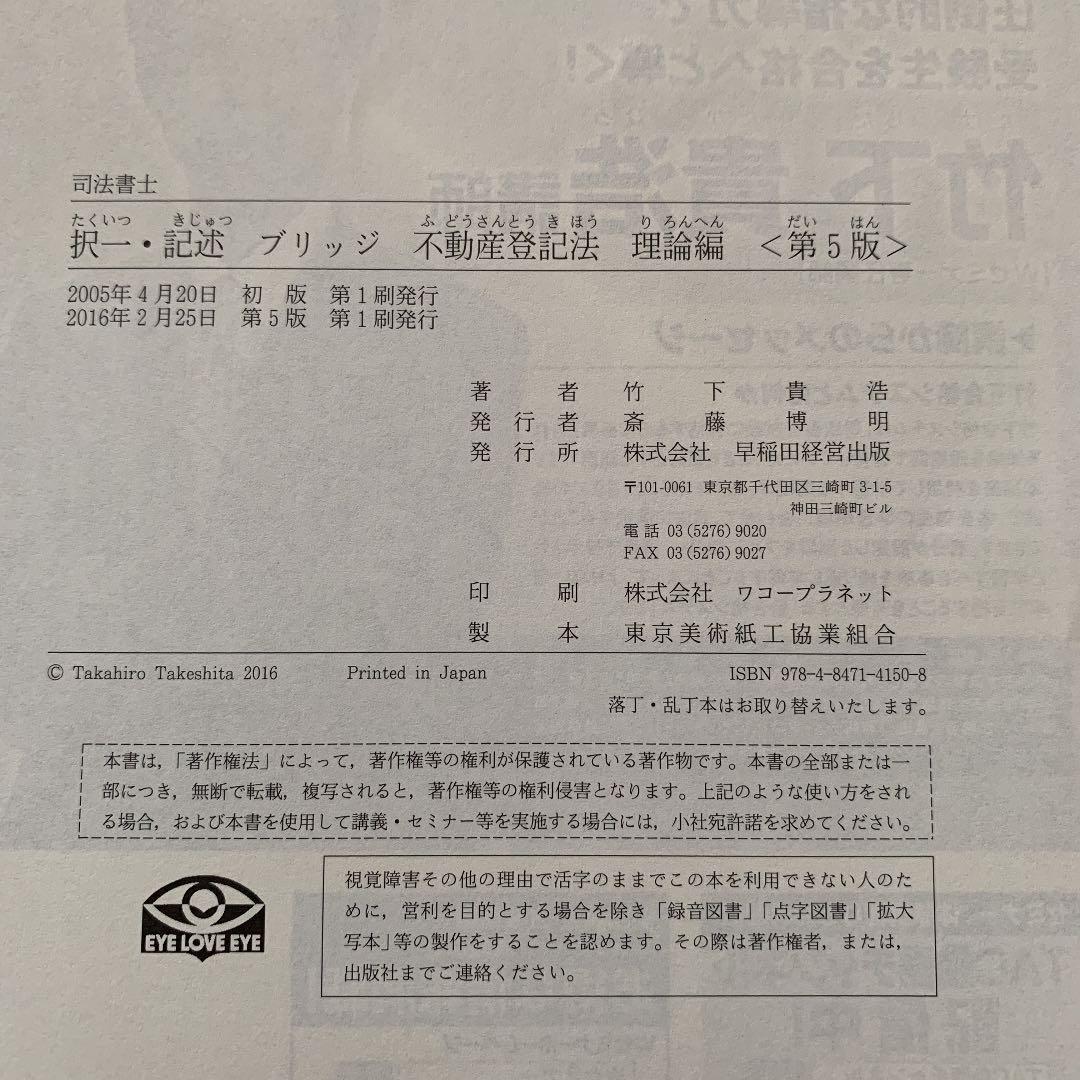 司法書士
たくいつ きじゅつ ふどうさんとうきほう りろんへん だい はん
択一・記述 ブリッジ 不動産登記法 理論編 <第5版>
2005年4月20日 初 版 第1刷発行
2016年2月25日 第5版 第1刷発行
著 者 竹 下 貴 浩
発 行 者 斎 藤 博 明
発 行 所 株式会社 早稲田経営出版
〒101-0061 東京都千代田区三崎町3-1-5
神田三崎町ビル
電話 03(5276)9020
FAX 03(5276)9027
印 刷 株式会社 ワコープラネット
製 本 東京美術紙工協業組合
© Takahiro Takeshita 2016 Printed in Japan ISBN 978-4-8471-4150-8
落丁・乱丁本はお取り替えいたします。
本書は，「著作権法」によって，著作権等の権利が保護されている著作物です。本書の全部または一
部につき，無断で転載，複写されると，著作権等の権利侵害となります。上記のような使い方をされ
る場合，および本書を使用して講義・セミナー等を実施する場合には，小社宛許諾を求めてください。
視覚障害その他の理由で活字のままでこの本を利用できない人のた
めに，営利を目的とする場合を除き「録音図書」「点字図書」「拡大
写本」等の製作をすることを認めます。その際は著作権者，または，
出版社までご連絡ください。
EYE LOVE EYE